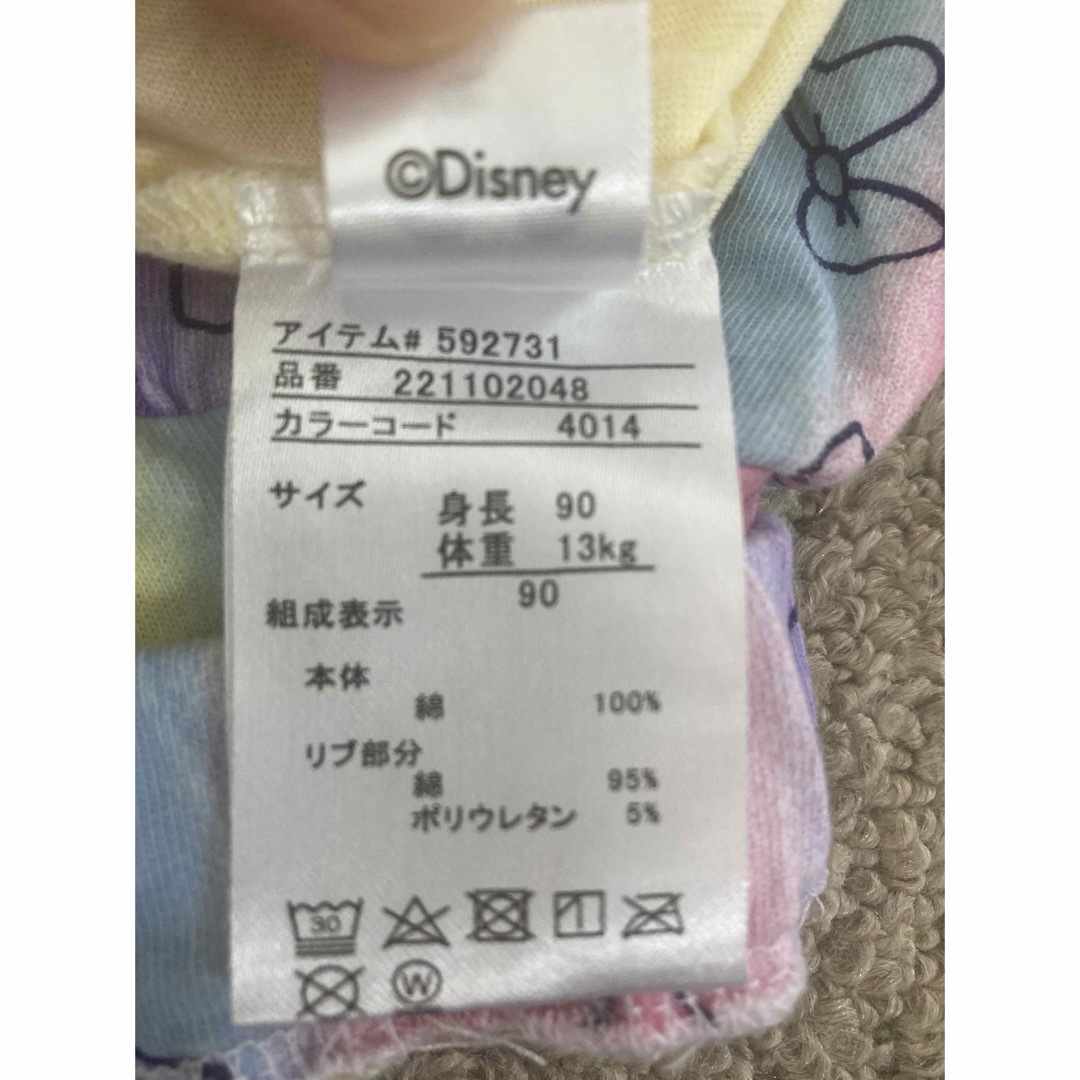 ©Disney
アイテム# 592731
品番 221102048
カラーコード 4014
サイズ 身長 90
体重 13kg
90
組成表示
本体
綿 100%
リブ部分
綿 95%
ポリウレタン 5%
30
W